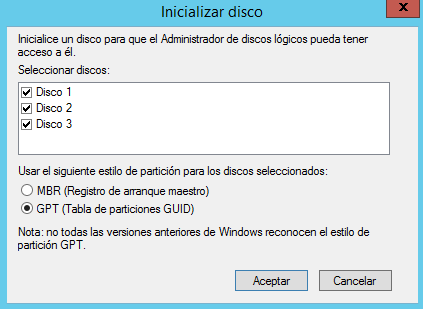 Inicializar disco
x
Inicialice un disco para que el Administrador de discos lógicos pueda tener
acceso a él.
Seleccionar discos:
Disco 1
Disco 2
Disco 3
Usar el siguiente estilo de partición para los discos seleccionados:
MBR (Registro de arranque maestro)
GPT (Tabla de particiones GUID)
Nota: no todas las versiones anteriores de Windows reconocen el estilo de
partición GPT.
Aceptar Cancelar